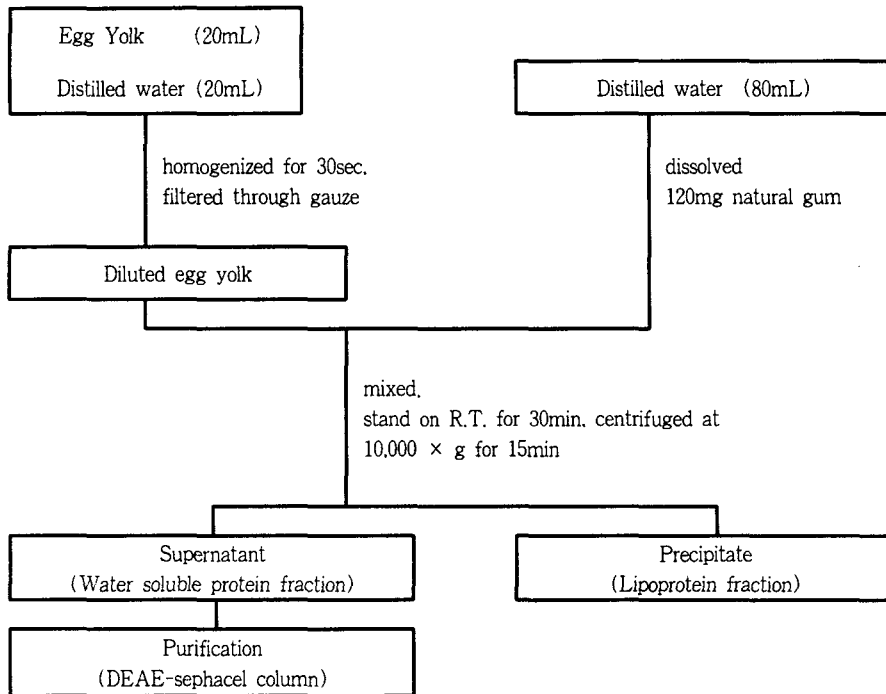 Egg Yolk (20mL)
Distilled water (20mL)
Distilled water (80mL)
homogenized for 30sec.
filtered through gauze
dissolved
120mg natural gum
Diluted egg yolk
mixed.
stand on R.T. for 30min. centrifuged at
10,000 × g for 15min
Supernatant
(Water soluble protein fraction)
Precipitate
(Lipoprotein fraction)
Purification
(DEAE-sephacel column)